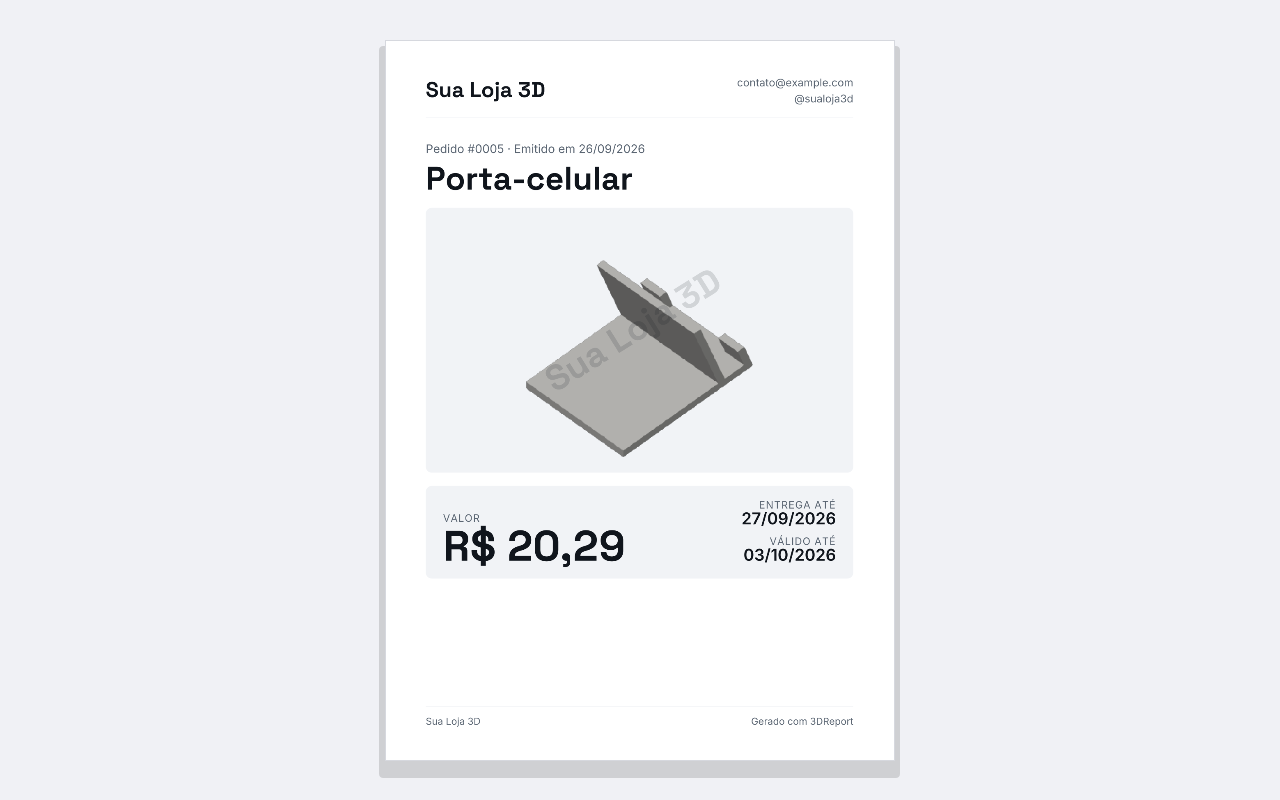 Sua Loja 3D
contato@example.com
@sualoja3d
Pedido #0005 · Emitido em 26/09/2026
Porta-celular
Sua Loja 3D
VALOR
R$ 20,29
ENTREGA ATÉ
27/09/2026
VÁLIDO ATÉ
03/10/2026
Sua Loja 3D
Gerado com 3DReport